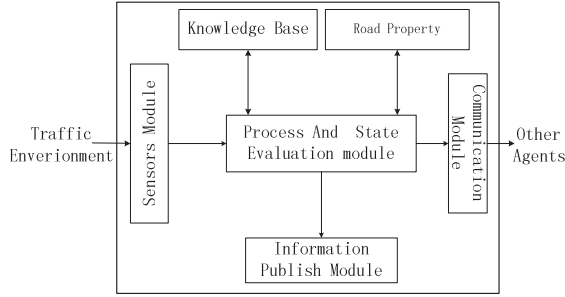 Knowledge Base
Road Property
Traffic
Enverionment
Sensors Module
Process And State
Evaluation module
Communication
Module
Other
Agents
Information
Publish Module